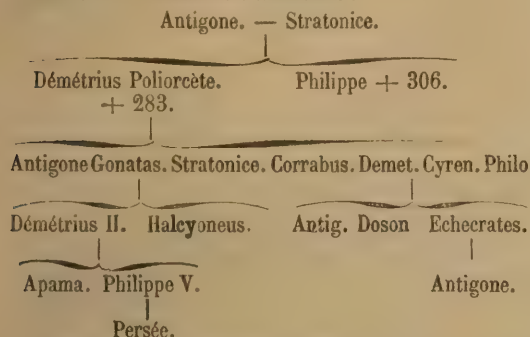 Antigone. — Stratonice.
Démétrius Poliorcète. Philippe + 306.
+ 283.
Antigone Gonatas. Stratonice. Corrabus. Demet. Cyren. Philo
Démétrius II. Halcyoneus. Antig. Doson Echecrates.
Apama. Philippe V. Antigone.
Persée.